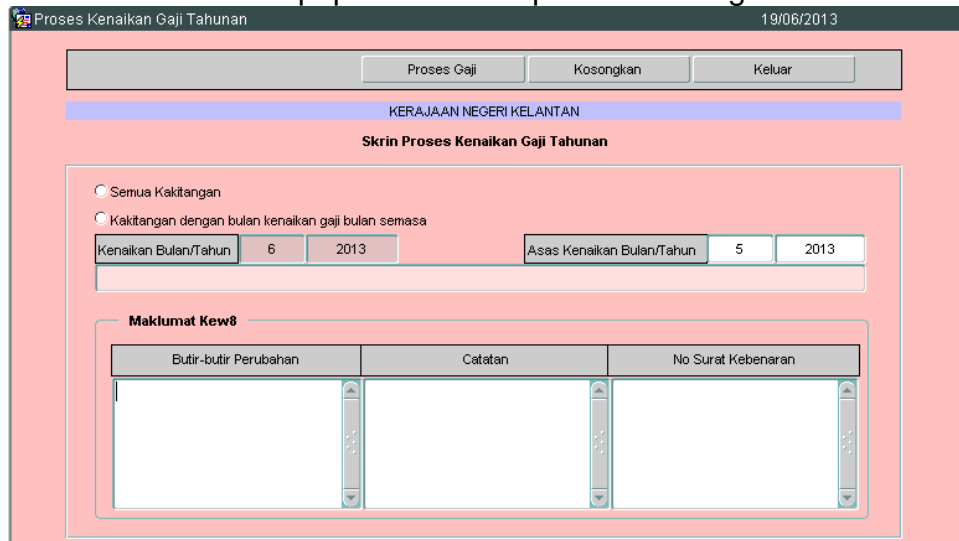 Proses Kenaikan Gaji Tahunan 19/06/2013
Proses Gaji Kosongkan Keluar
KERAJAAN NEGERI KELANTAN
Skrin Proses Kenaikan Gaji Tahunan
Semua Kakitangan
Kakitangan dengan bulan kenaikan gaji bulan semasa
Kenaikan Bulan/Tahun 6 2013 Asas Kenaikan Bulan/Tahun 5 2013
Maklumat Kew8
Butir-butir Perubahan Catatan No Surat Kebenaran